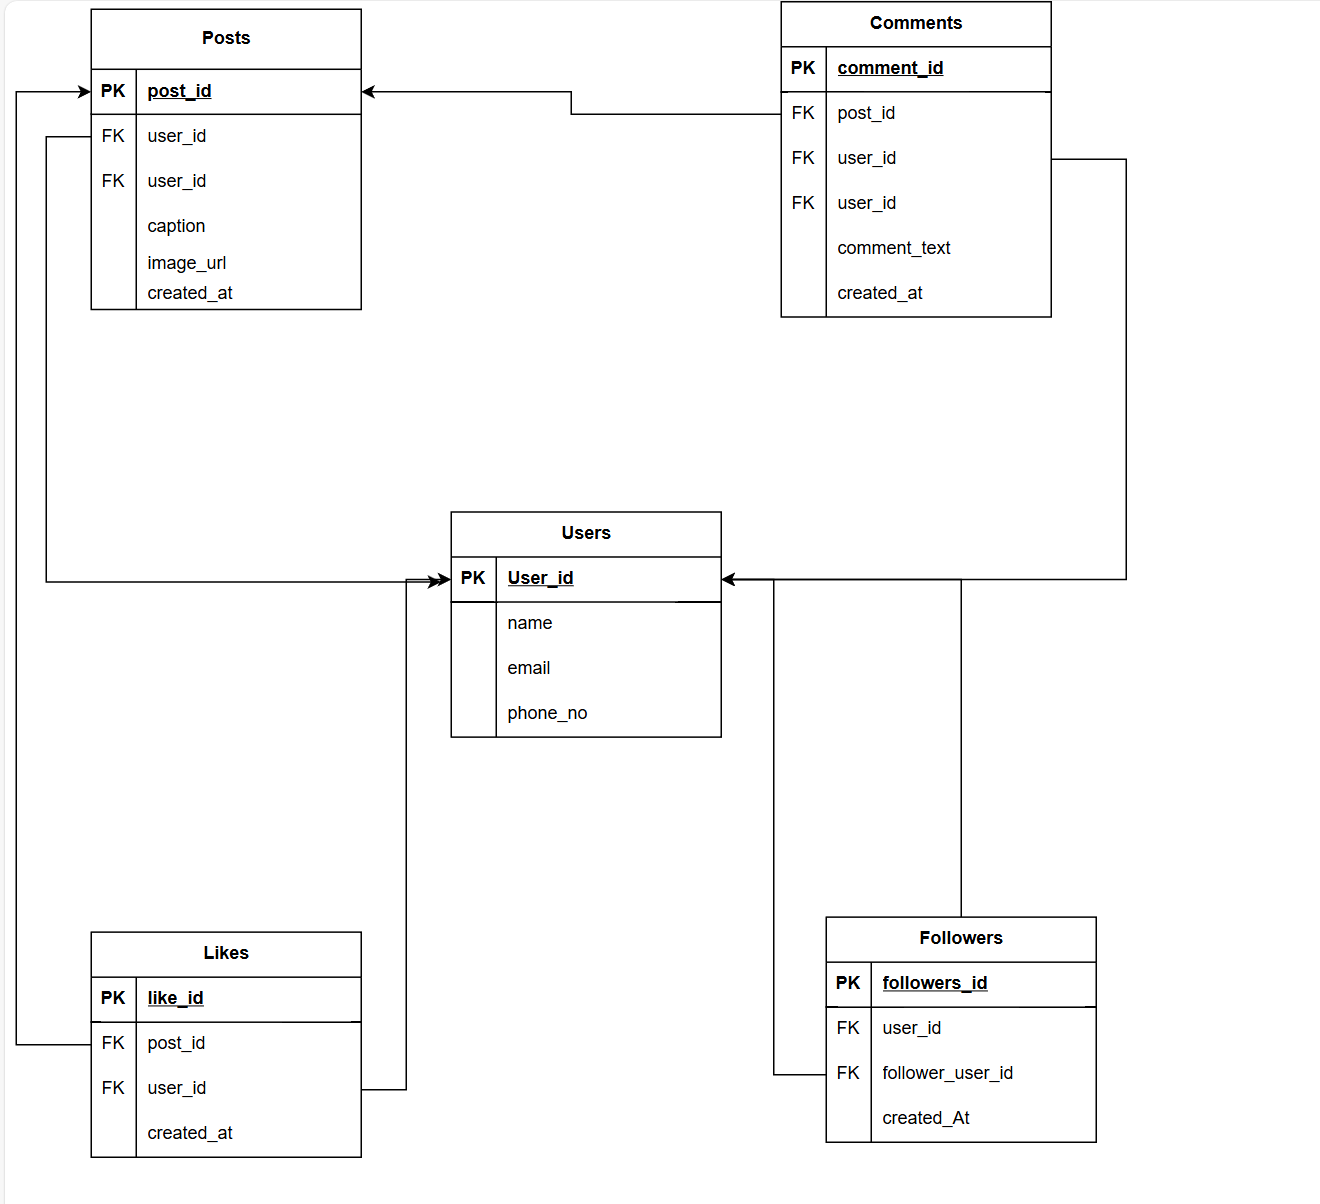 Posts
PK post_id
FK user_id
FK user_id
caption
image_url
created_at
Comments
PK comment_id
FK post_id
FK user_id
FK user_id
comment_text
created_at
Users
PK User_id
name
email
phone_no
Likes
PK like_id
FK post_id
FK user_id
created_at
Followers
PK followers_id
FK user_id
FK follower_user_id
created_At